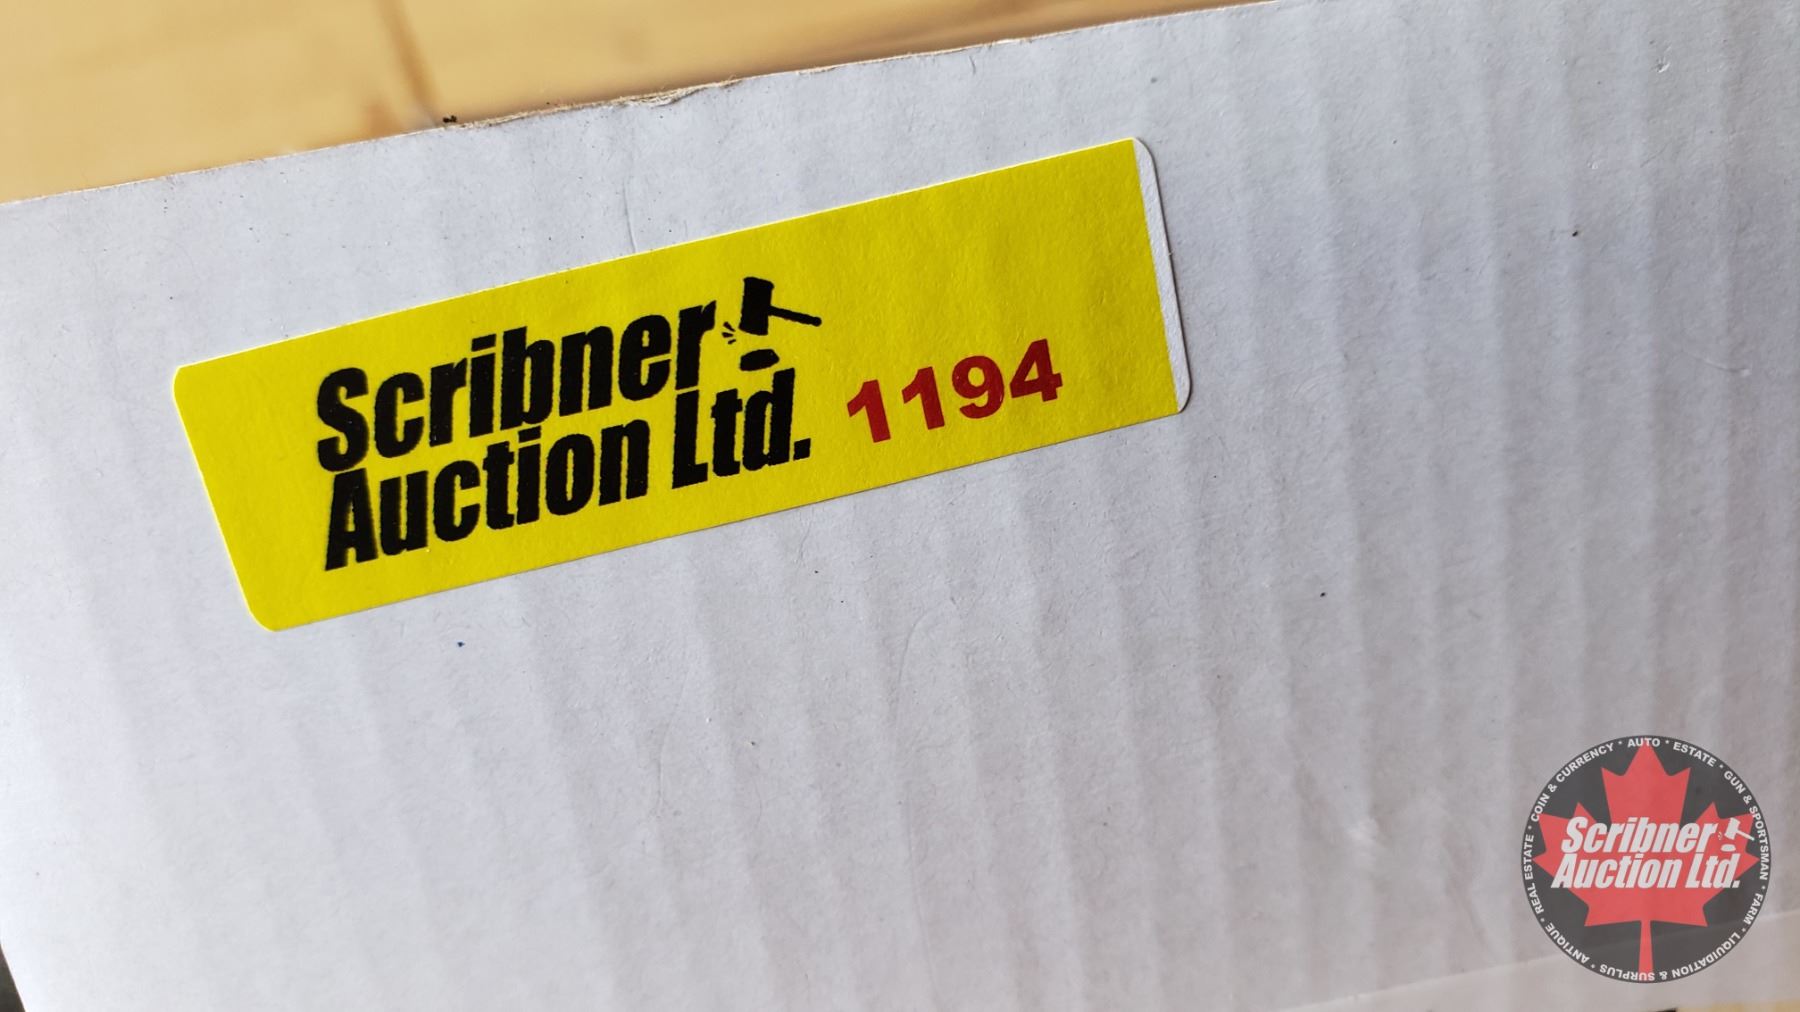 Scribner
Auction Ltd. 1194
COIN & CURRENCY * AUTO * ESTATE * GUN & SPORTSMAN * FARM * LIQUIDATION & SURPLUS * ANTIQUE * REAL ESTATE *
Scribner
Auction Ltd.